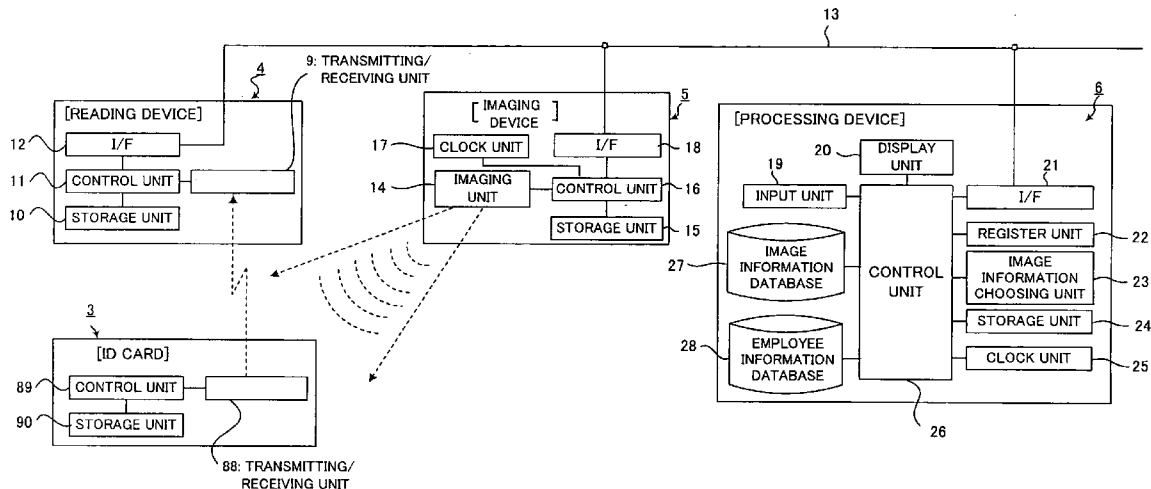 13
9: TRANSMITTING/
RECEIVING UNIT
4
[READING DEVICE]
12
I/F
11
CONTROL UNIT
10
STORAGE UNIT
5
[IMAGING
DEVICE]
17
CLOCK UNIT
I/F
18
14
IMAGING
UNIT
CONTROL UNIT
16
STORAGE UNIT
15
6
[PROCESSING DEVICE]
20
DISPLAY
UNIT
19
INPUT UNIT
21
I/F
REGISTER UNIT
22
27
IMAGE
INFORMATION
DATABASE
CONTROL
UNIT
IMAGE
INFORMATION
CHOOSING UNIT
23
STORAGE UNIT
24
28
EMPLOYEE
INFORMATION
DATABASE
CLOCK UNIT
25
26
3
[ID CARD]
89
CONTROL UNIT
90
STORAGE UNIT
88: TRANSMITTING/
RECEIVING UNIT